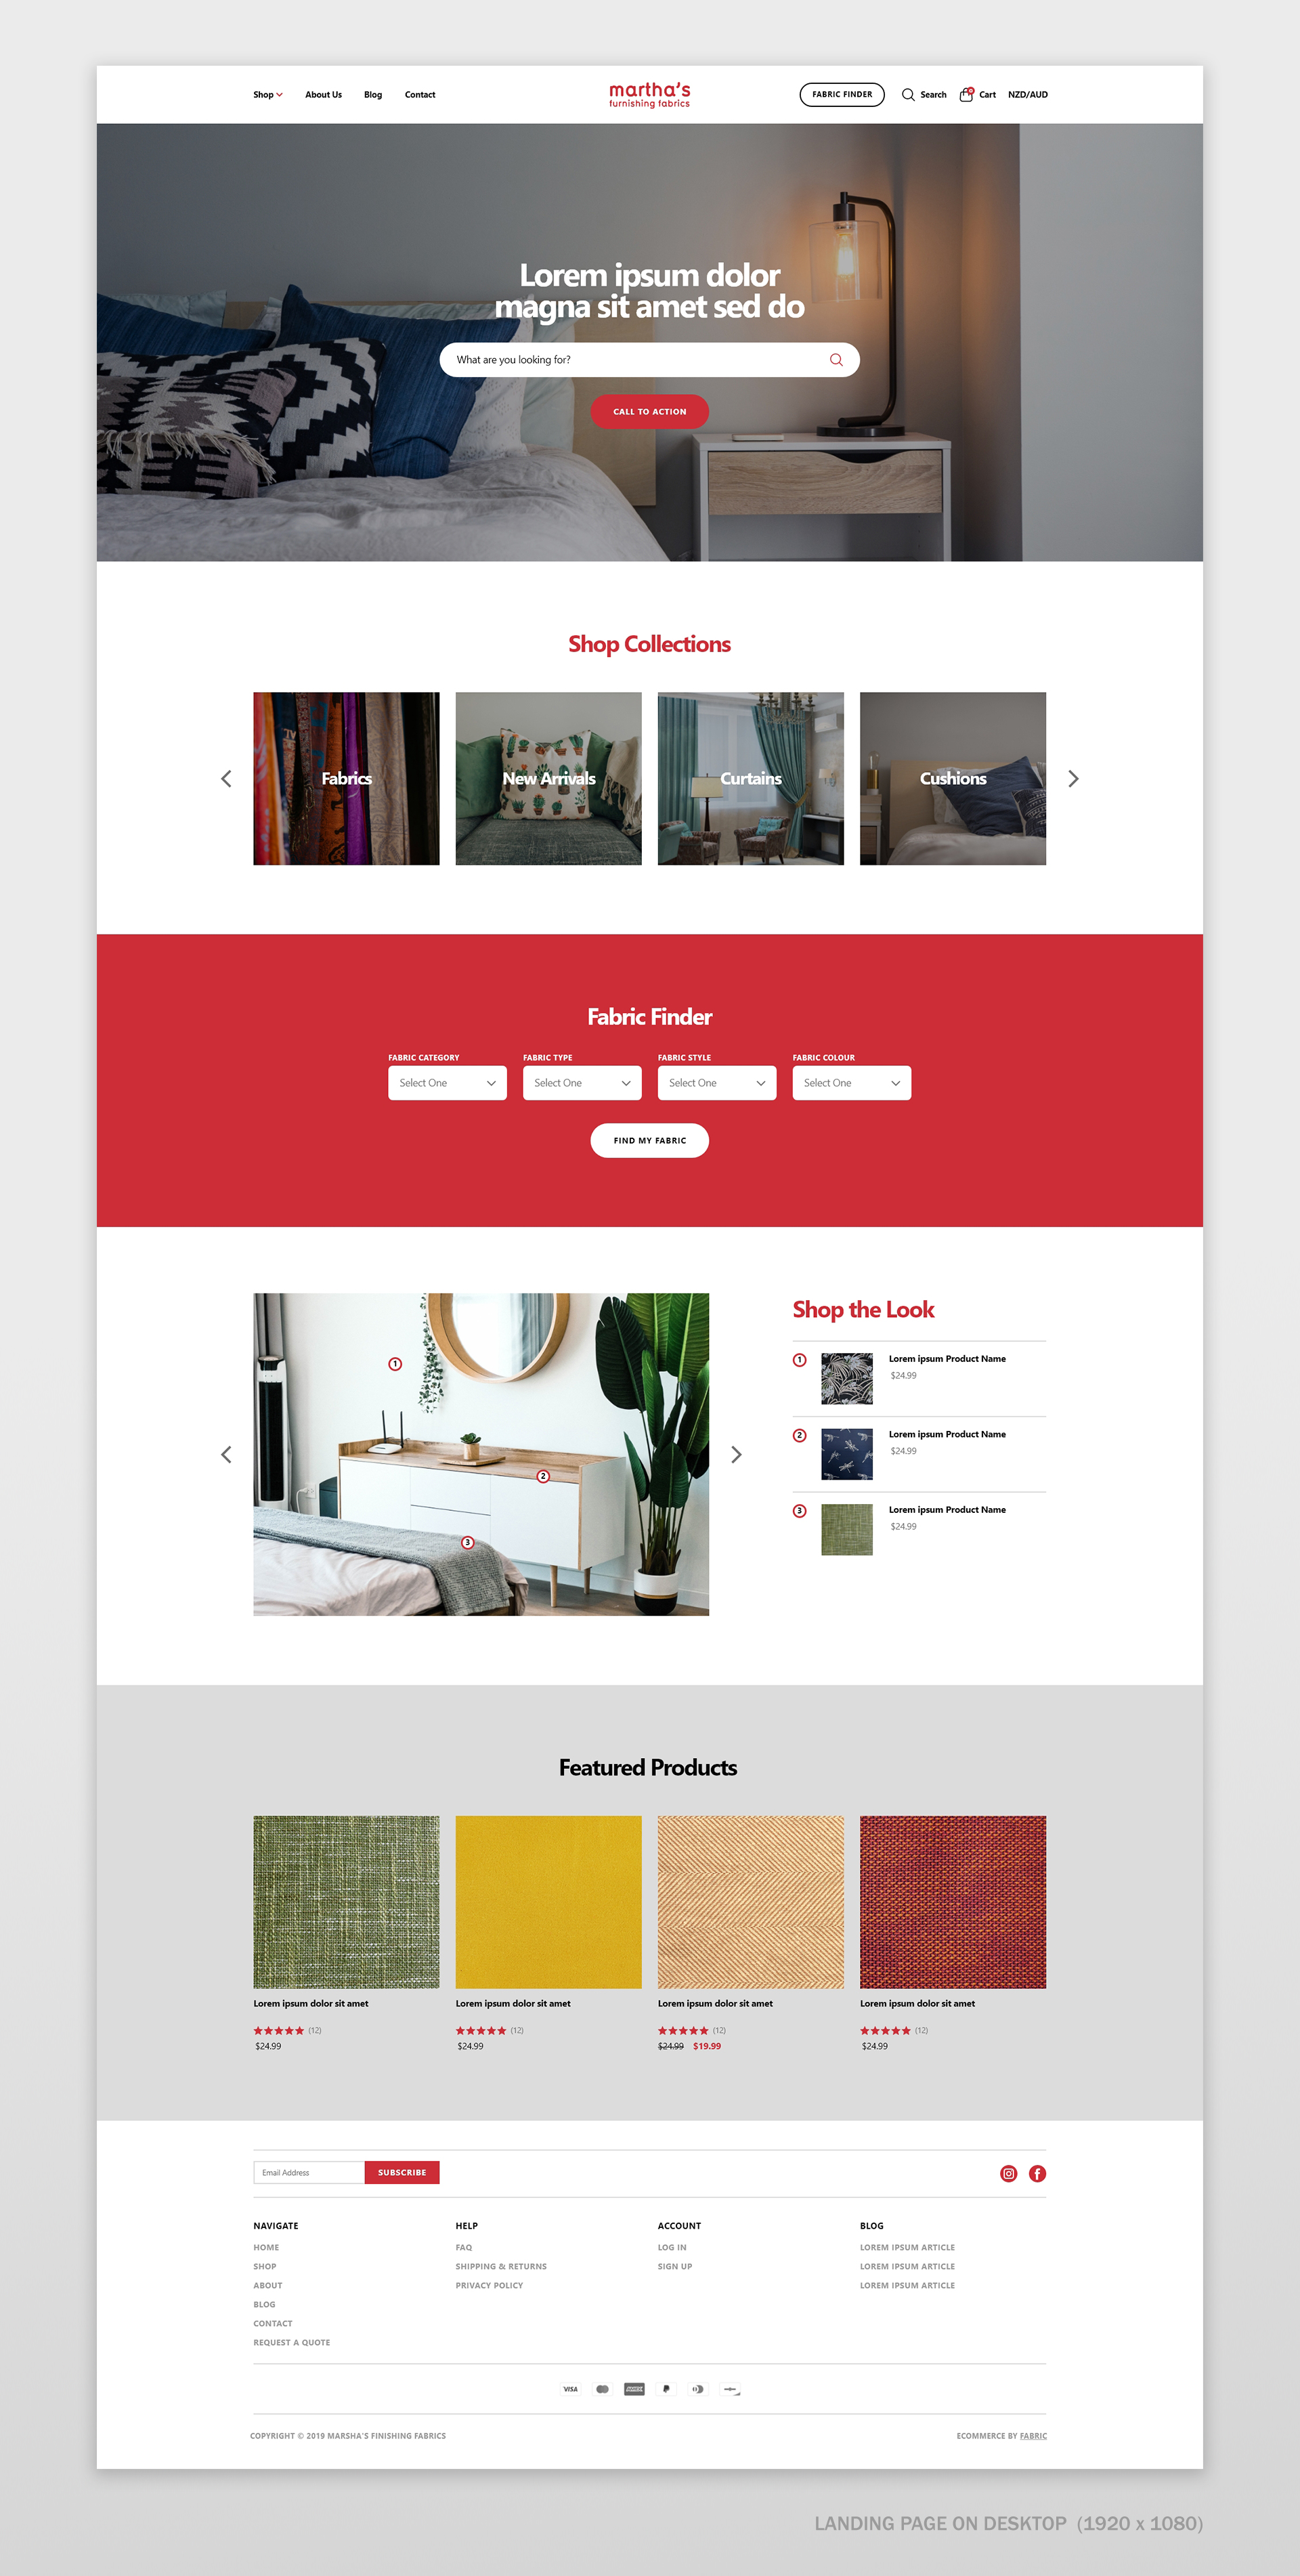 Shop
About Us
Blog
Contact
martha's
furnishing fabrics
FABRIC FINDER
Search
Cart
NZD/AUD
Lorem ipsum dolor
magna sit amet sed do
What are you looking for?
CALL TO ACTION
Shop Collections
Fabrics
New Arrivals
Curtains
Cushions
Fabric Finder
FABRIC CATEGORY
FABRIC TYPE
FABRIC STYLE
FABRIC COLOUR
Select One
Select One
Select One
Select One
FIND MY FABRIC
1
2
3
Shop the Look
1
Lorem ipsum Product Name
$24.99
2
Lorem ipsum Product Name
$24.99
3
Lorem ipsum Product Name
$24.99
Featured Products
Lorem ipsum dolor sit amet
(12)
$24.99
Lorem ipsum dolor sit amet
(12)
$24.99
Lorem ipsum dolor sit amet
(12)
$24.99 $19.99
Lorem ipsum dolor sit amet
(12)
$24.99
Email Address
SUBSCRIBE
NAVIGATE
HOME
SHOP
ABOUT
BLOG
CONTACT
REQUEST A QUOTE
HELP
FAQ
SHIPPING & RETURNS
PRIVACY POLICY
ACCOUNT
LOG IN
SIGN UP
BLOG
LOREM IPSUM ARTICLE
LOREM IPSUM ARTICLE
LOREM IPSUM ARTICLE
VISA
COPYRIGHT © 2019 MARSHA'S FINISHING FABRICS
ECOMMERCE BY FABRIC
LANDING PAGE ON DESKTOP (1920 x 1080)